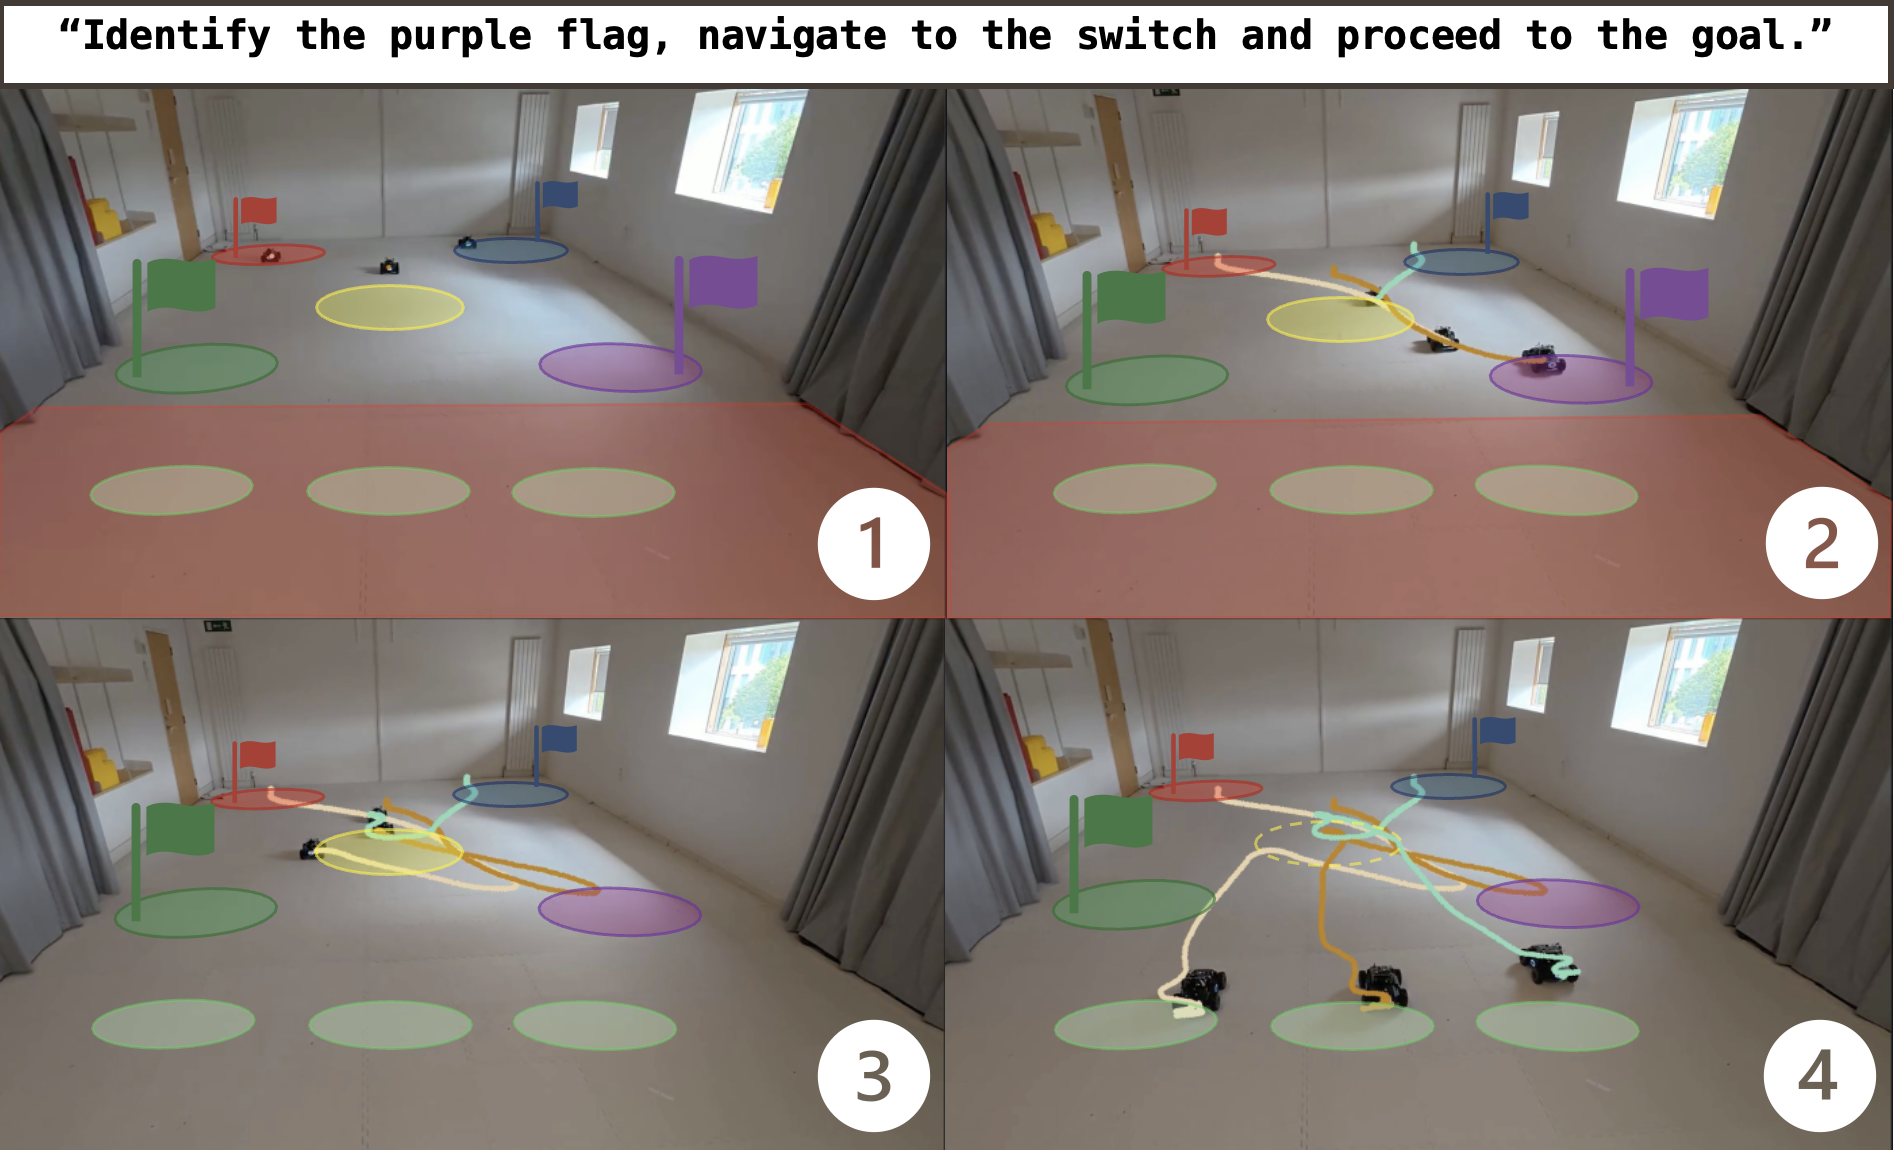 “Identify the purple flag, navigate to the switch and proceed to the goal.”
1
2
3
4